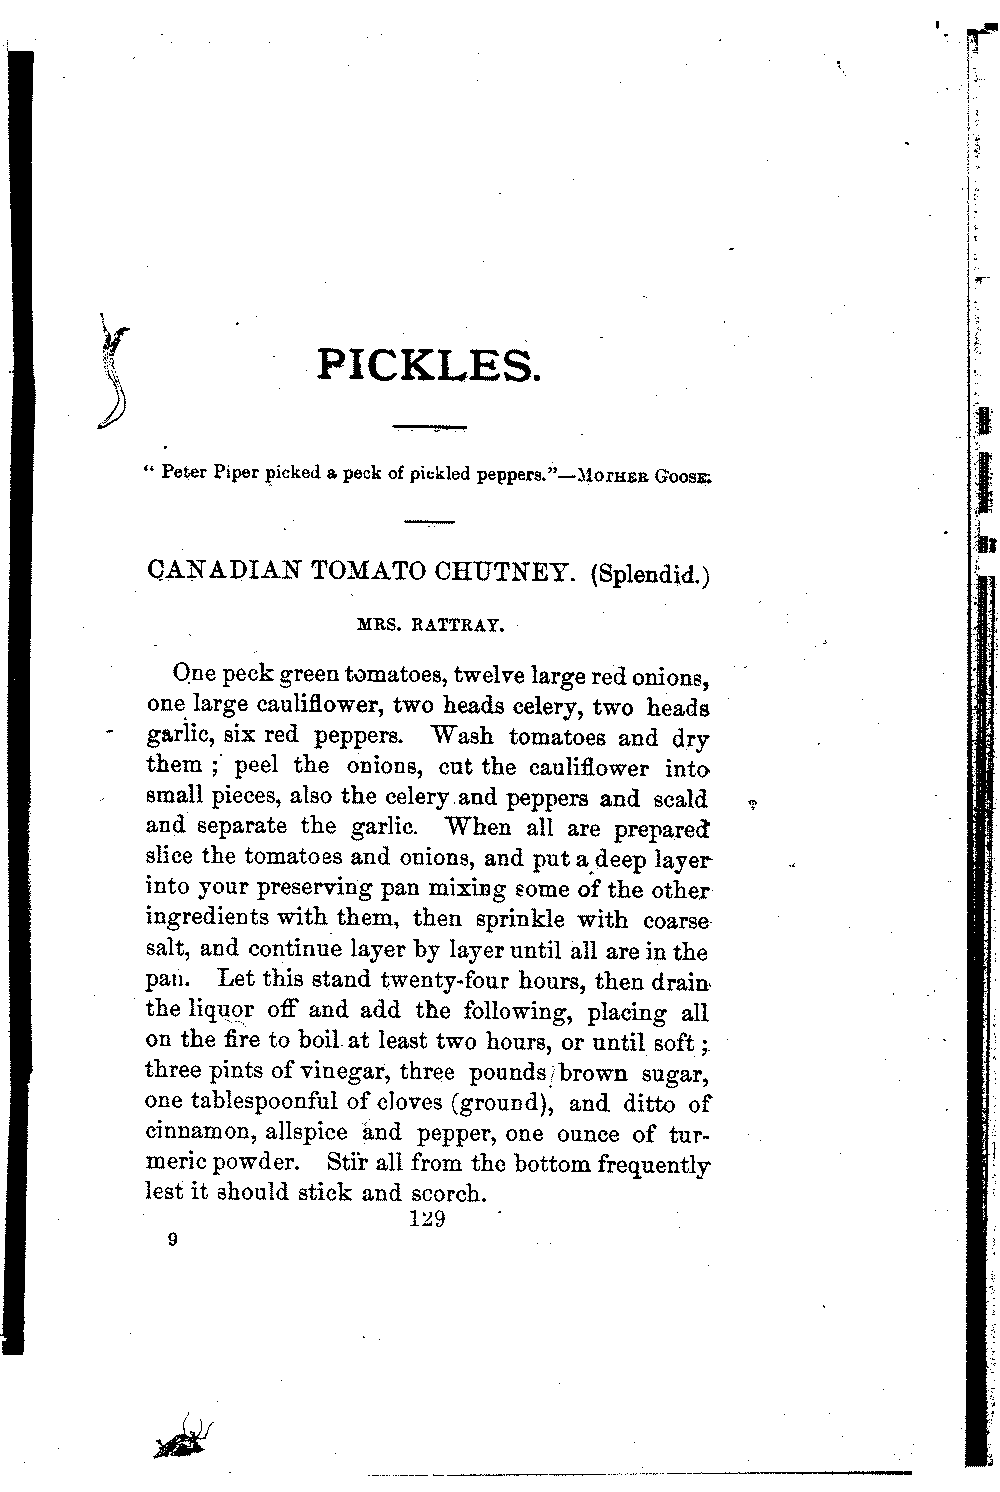 PICKLES.
“ Peter Piper picked a peck of pickled peppers.”—MOTHER GOOSE.
CANADIAN TOMATO CHUTNEY. (Splendid.)
MRS. RATTRAY.
One peck green tomatoes, twelve large red onions,
one large cauliflower, two heads celery, two heads
garlic, six red peppers. Wash tomatoes and dry
them ; peel the onions, cut the cauliflower into
small pieces, also the celery and peppers and scald
and separate the garlic. When all are prepared
slice the tomatoes and onions, and put a deep layer
into your preserving pan mixing some of the other
ingredients with them, then sprinkle with coarse
salt, and continue layer by layer until all are in the
pan. Let this stand twenty-four hours, then drain
the liquor off and add the following, placing all
on the fire to boil at least two hours, or until soft ;
three pints of vinegar, three pounds brown sugar,
one tablespoonful of cloves (ground), and ditto of
cinnamon, allspice and pepper, one ounce of tur-
meric powder. Stir all from the bottom frequently
lest it should stick and scorch.
129
9